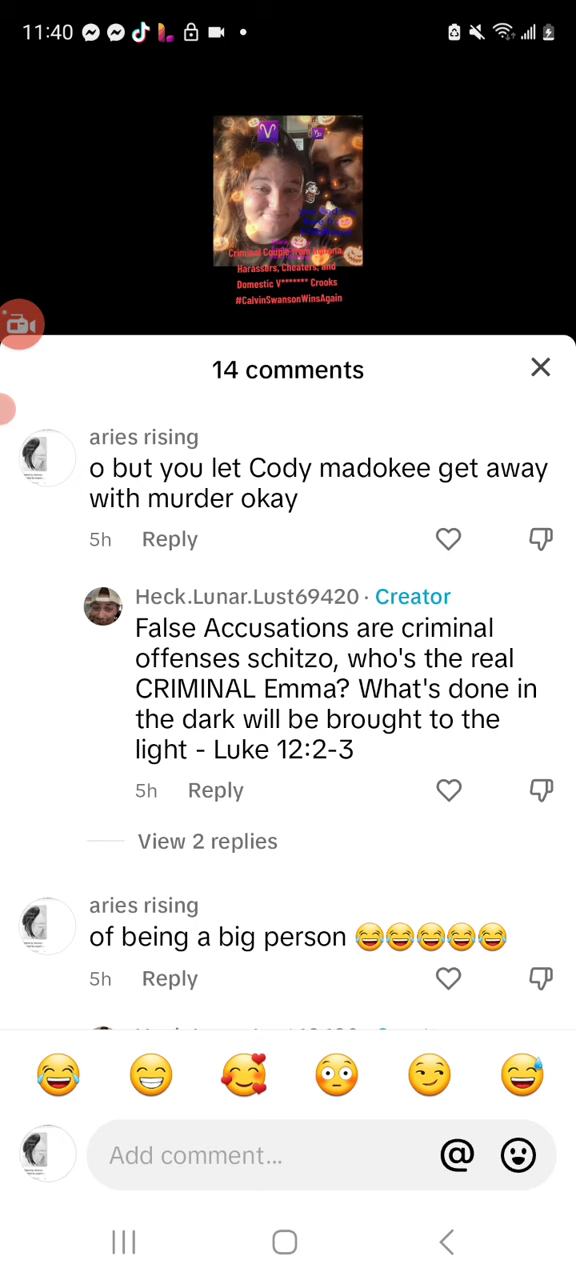 11:40
Criminal Couple from
Harassers, Cheaters, and
Domestic V******* Crooks
#CalvinSwansonWinsAgain
14 comments
aries rising
o but you let Cody madokee get away
with murder okay
5h Reply
Heck.Lunar.Lust69420 · Creator
False Accusations are criminal
offenses schitzo, who's the real
CRIMINAL Emma? What's done in
the dark will be brought to the
light - Luke 12:2-3
5h Reply
View 2 replies
aries rising
of being a big person 😂😂😂😂😂
5h Reply
Add comment...